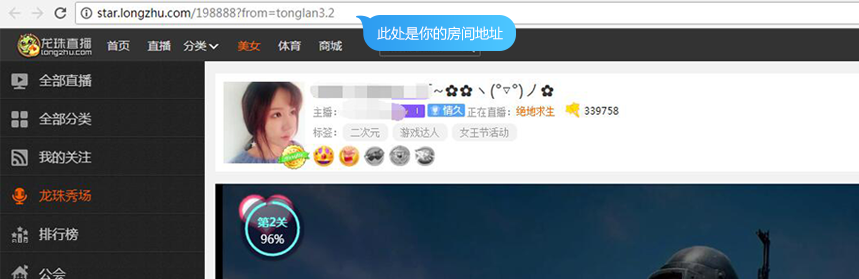 star.longzhu.com/198888?from=tonglan3.2
此处是你的房间地址
龙珠直播
longzhu.com
首页 直播 分类 美女 体育 商城
全部直播
全部分类
我的关注
龙珠秀场
排行榜
公会
~✿✿ヽ(°▽°)ノ✿
主播: 情久 正在直播: 绝地求生 339758
标签: 二次元 游戏达人 女王节活动
第2关
96%